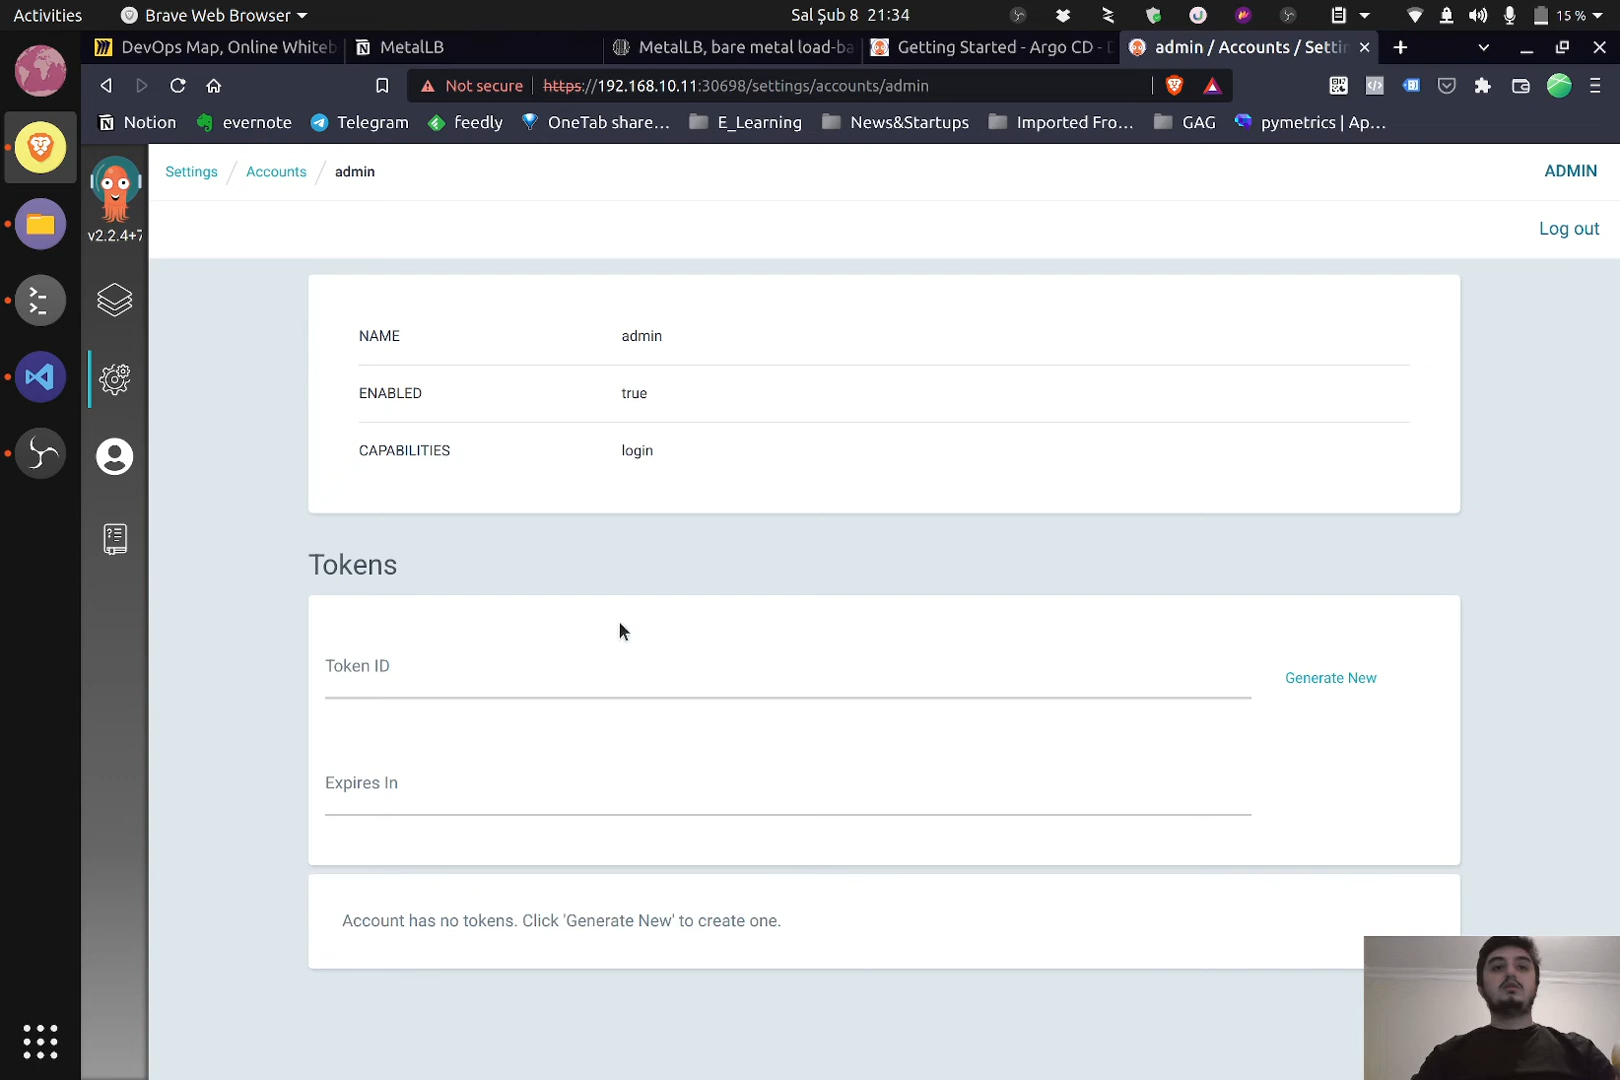 Activities
Brave Web Browser
Sal Şub 8 21:34
15 %
DevOps Map, Online Whiteb
MetalLB
MetalLB, bare metal load-ba
Getting Started - Argo CD - D
admin / Accounts / Settin
Not secure
https://192.168.10.11:30698/settings/accounts/admin
Notion
evernote
Telegram
feedly
OneTab share...
E_Learning
News&Startups
Imported Fro...
GAG
pymetrics | Ap...
v2.2.4+7
Settings
Accounts
admin
ADMIN
Log out
NAME
admin
ENABLED
true
CAPABILITIES
login
Tokens
Token ID
Generate New
Expires In
Account has no tokens. Click 'Generate New' to create one.